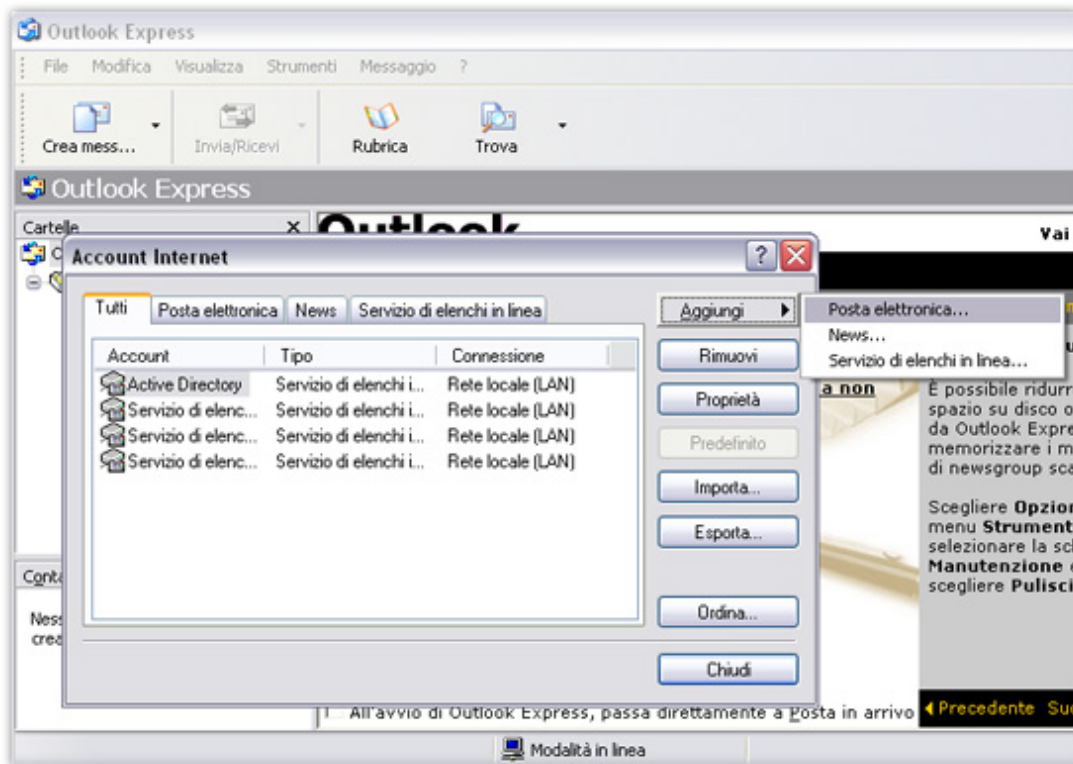 Outlook Express
File Modifica Visualizza Strumenti Messaggio ?
Crea mess... Invia/Ricevi Rubrica Trova
Outlook Express
Cartelle
Outlook
Vai
Account Internet
Tutti Posta elettronica News Servizio di elenchi in linea
Account Tipo Connessione
Active Directory Servizio di elenchi i... Rete locale (LAN)
Servizio di elenc... Servizio di elenchi i... Rete locale (LAN)
Servizio di elenc... Servizio di elenchi i... Rete locale (LAN)
Servizio di elenc... Servizio di elenchi i... Rete locale (LAN)
Aggiungi
Rimuovi
Proprietà
Predefinito
Importa...
Esporta...
Ordina...
Chiudi
Posta elettronica...
News...
Servizio di elenchi in linea...
a non
È possibile ridurr
spazio su disco o
da Outlook Expre
memorizzare i m
di newsgroup sca
Scegliere Opzion
menu Strument
selezionare la sch
Manutenzione e
scegliere Pulisci
Conta
Ness
crea
All'avvio di Outlook Express, passa direttamente a Posta in arrivo
Precedente Suc
Modalità in linea